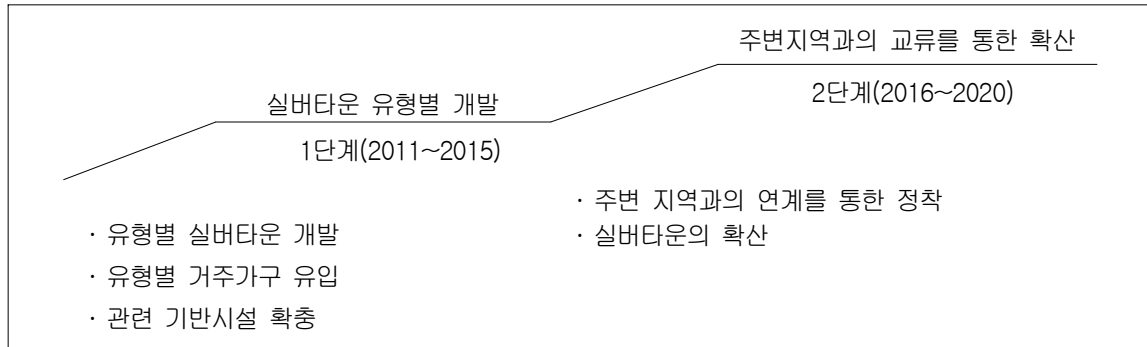 주변지역과의 교류를 통한 확산
2단계(2016~2020)
실버타운 유형별 개발
1단계(2011~2015)
· 주변 지역과의 연계를 통한 정착
· 실버타운의 확산
· 유형별 실버타운 개발
· 유형별 거주가구 유입
· 관련 기반시설 확충